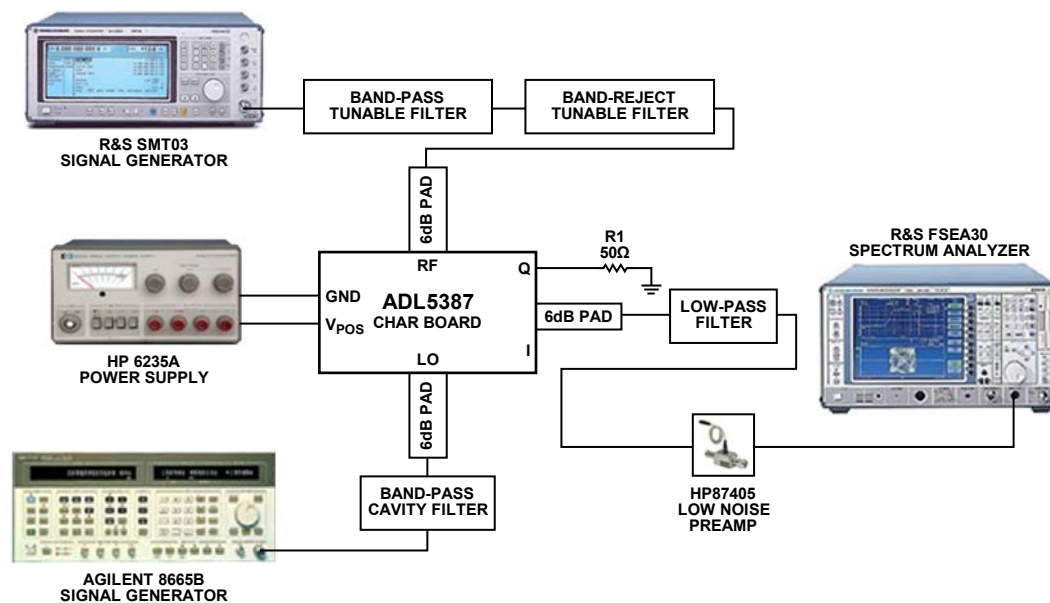 R&S SMT03
SIGNAL GENERATOR
BAND-PASS
TUNABLE FILTER
BAND-REJECT
TUNABLE FILTER
6dB PAD
RF
GND
VPOS
ADL5387
CHAR BOARD
LO
Q
I
R1
50Ω
6dB PAD
LOW-PASS
FILTER
R&S FSEA30
SPECTRUM ANALYZER
HP 6235A
POWER SUPPLY
6dB PAD
BAND-PASS
CAVITY FILTER
HP87405
LOW NOISE
PREAMP
AGILENT 8665B
SIGNAL GENERATOR